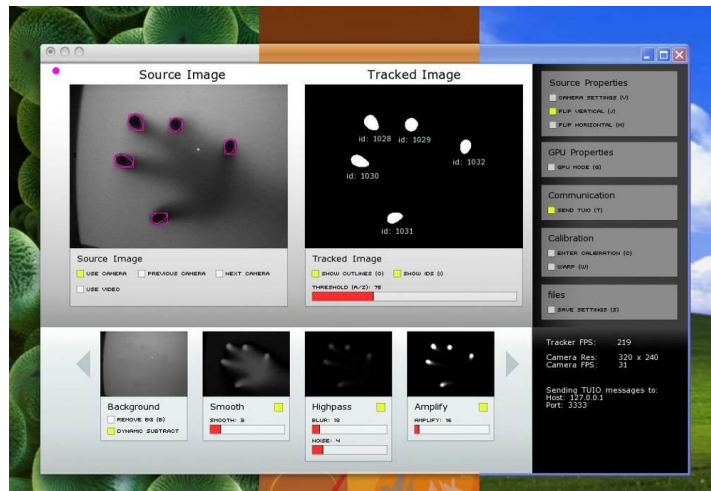 Source Image
Tracked Image
id: 1028
id: 1029
id: 1032
id: 1030
id: 1031
Source Image
USE CAMERA
PREVIOUS CAMERA
NEXT CAMERA
USE VIDEO
Tracked Image
SHOW OUTLINES (O)
SHOW IDS (I)
THRESHOLD (A/Z): 75
Background
REMOVE BG (B)
DYNAMIC SUBTRACT
Smooth
SMOOTH: 3
Highpass
BLUR: 13
NOISE: 4
Amplify
AMPLIFY: 16
Source Properties
CAMERA SETTINGS (V)
FLIP VERTICAL (J)
FLIP HORIZONTAL (H)
GPU Properties
GPU MODE (G)
Communication
SEND TUIO (T)
Calibration
ENTER CALIBRATION (C)
WARP (W)
files
SAVE SETTINGS (S)
Tracker FPS: 219
Camera Res: 320 x 240
Camera FPS: 31
Sending TUIO messages to:
Host: 127.0.0.1
Port: 3333